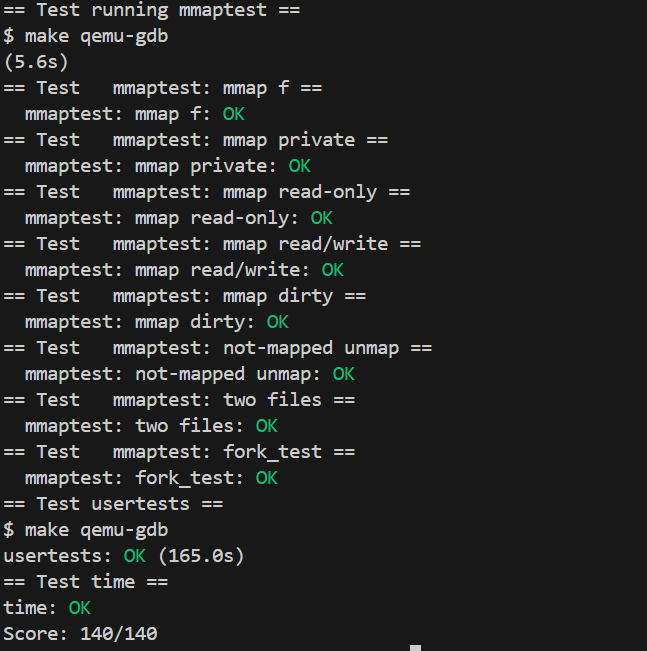 == Test running mmaptest ==
$ make qemu-gdb
(5.6s)
== Test   mmaptest: mmap f ==
  mmaptest: mmap f: OK
== Test   mmaptest: mmap private ==
  mmaptest: mmap private: OK
== Test   mmaptest: mmap read-only ==
  mmaptest: mmap read-only: OK
== Test   mmaptest: mmap read/write ==
  mmaptest: mmap read/write: OK
== Test   mmaptest: mmap dirty ==
  mmaptest: mmap dirty: OK
== Test   mmaptest: not-mapped unmap ==
  mmaptest: not-mapped unmap: OK
== Test   mmaptest: two files ==
  mmaptest: two files: OK
== Test   mmaptest: fork_test ==
  mmaptest: fork_test: OK
== Test usertests ==
$ make qemu-gdb
usertests: OK (165.0s)
== Test time ==
time: OK
Score: 140/140